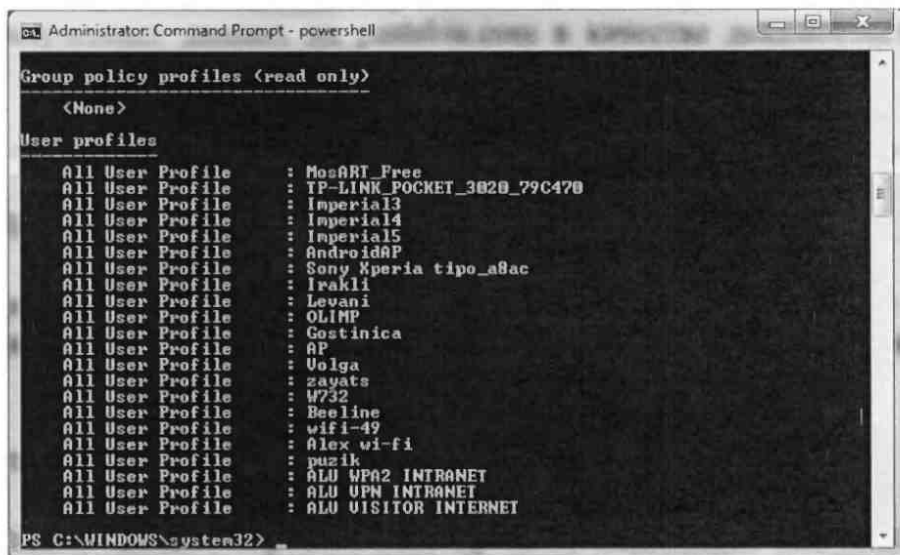 Administrator: Command Prompt - powershell
Group policy profiles (read only)
---------------------------------
<None>
User profiles
-------------
All User Profile : MosART_Free
All User Profile : TP-LINK_POCKET_3020_79C470
All User Profile : Imperial3
All User Profile : Imperial4
All User Profile : Imperial5
All User Profile : AndroidAP
All User Profile : Sony Xperia tipo_a8ac
All User Profile : Irakli
All User Profile : Levani
All User Profile : OLIMP
All User Profile : Gostinica
All User Profile : AP
All User Profile : Volga
All User Profile : zayats
All User Profile : W732
All User Profile : Beeline
All User Profile : wifi-49
All User Profile : Alex wi-fi
All User Profile : puzik
All User Profile : ALU WPA2 INTRANET
All User Profile : ALU VPN INTRANET
All User Profile : ALU VISITOR INTERNET
PS C:\WINDOWS\system32> _